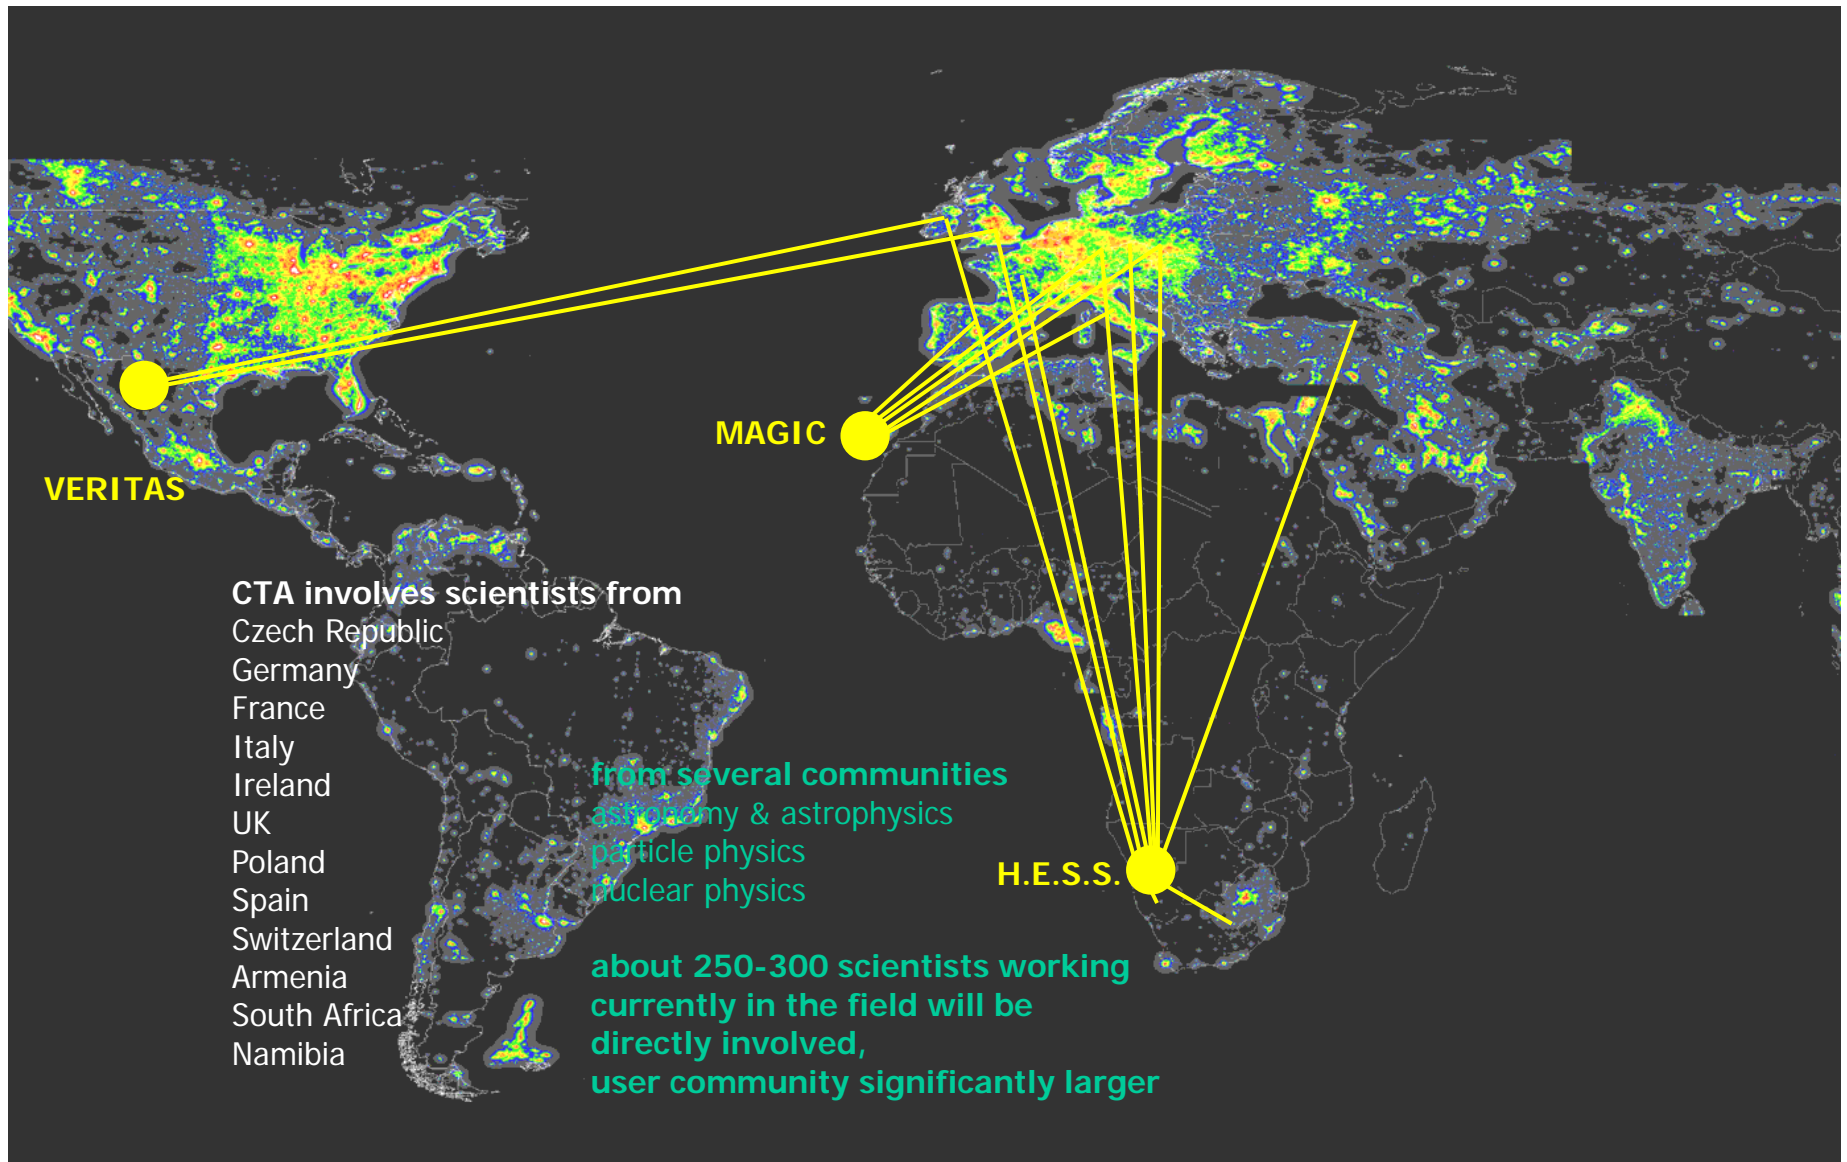 MAGIC
VERITAS
CTA involves scientists from
Czech Republic
Germany
France
Italy
Ireland
UK
Poland
Spain
Switzerland
Armenia
South Africa
Namibia
from several communities
astronomy & astrophysics
particle physics
nuclear physics
H.E.S.S.
about 250-300 scientists working
currently in the field will be
directly involved,
user community significantly larger